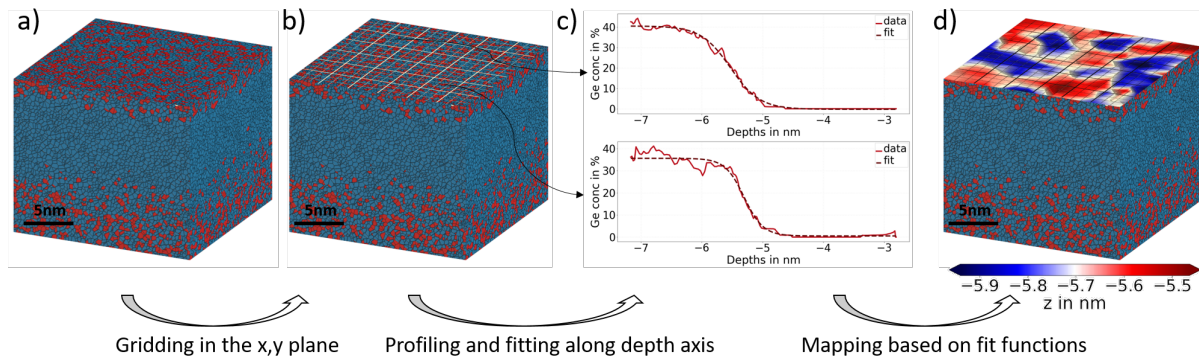 a)
b)
c)
d)
5nm
5nm
40
30
20
10
0
Ge conc in %
data
fit
−7
−6
−5
−4
−3
Depths in nm
40
30
20
10
0
Ge conc in %
data
fit
−7
−6
−5
−4
−3
Depths in nm
5nm
−5.9
−5.8
−5.7
−5.6
−5.5
z in nm
Gridding in the x,y plane
Profiling and fitting along depth axis
Mapping based on fit functions